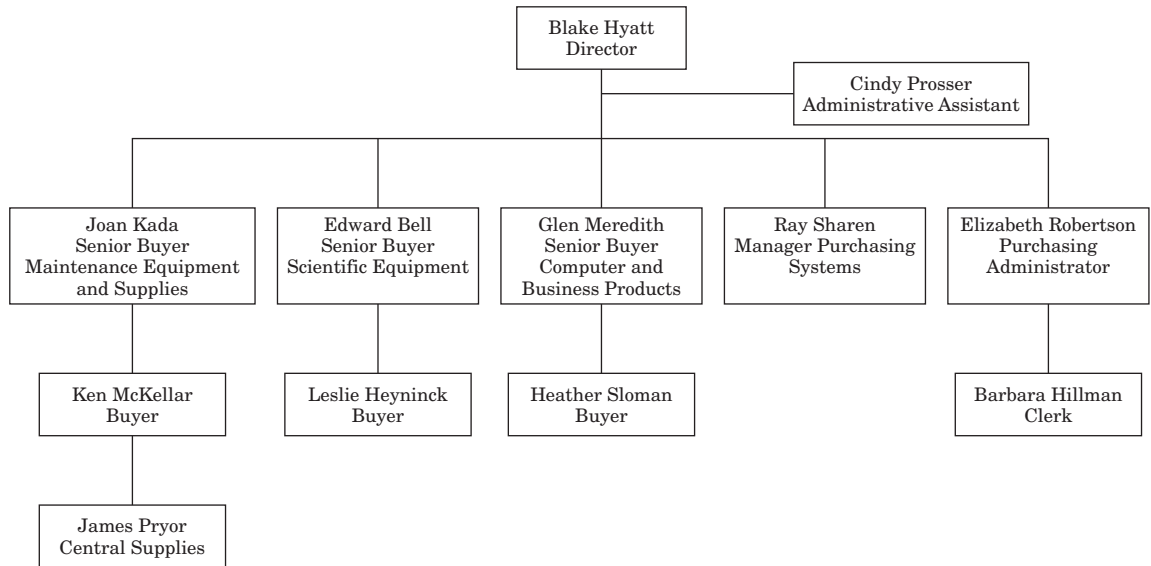 Blake Hyatt
Director
Cindy Prosser
Administrative Assistant
Joan Kada
Senior Buyer
Maintenance Equipment
and Supplies
Edward Bell
Senior Buyer
Scientific Equipment
Glen Meredith
Senior Buyer
Computer and
Business Products
Ray Sharen
Manager Purchasing
Systems
Elizabeth Robertson
Purchasing
Administrator
Ken McKellar
Buyer
Leslie Heyninck
Buyer
Heather Sloman
Buyer
Barbara Hillman
Clerk
James Pryor
Central Supplies